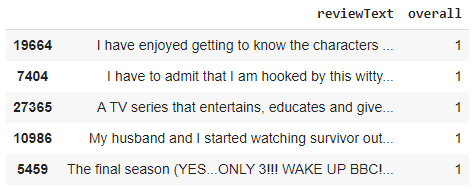 reviewText overall
19664 I have enjoyed getting to know the characters ... 1
7404 I have to admit that I am hooked by this witty... 1
27365 A TV series that entertains, educates and give... 1
10986 My husband and I started watching survivor out... 1
5459 The final season (YES...ONLY 3!!! WAKE UP BBC!... 1